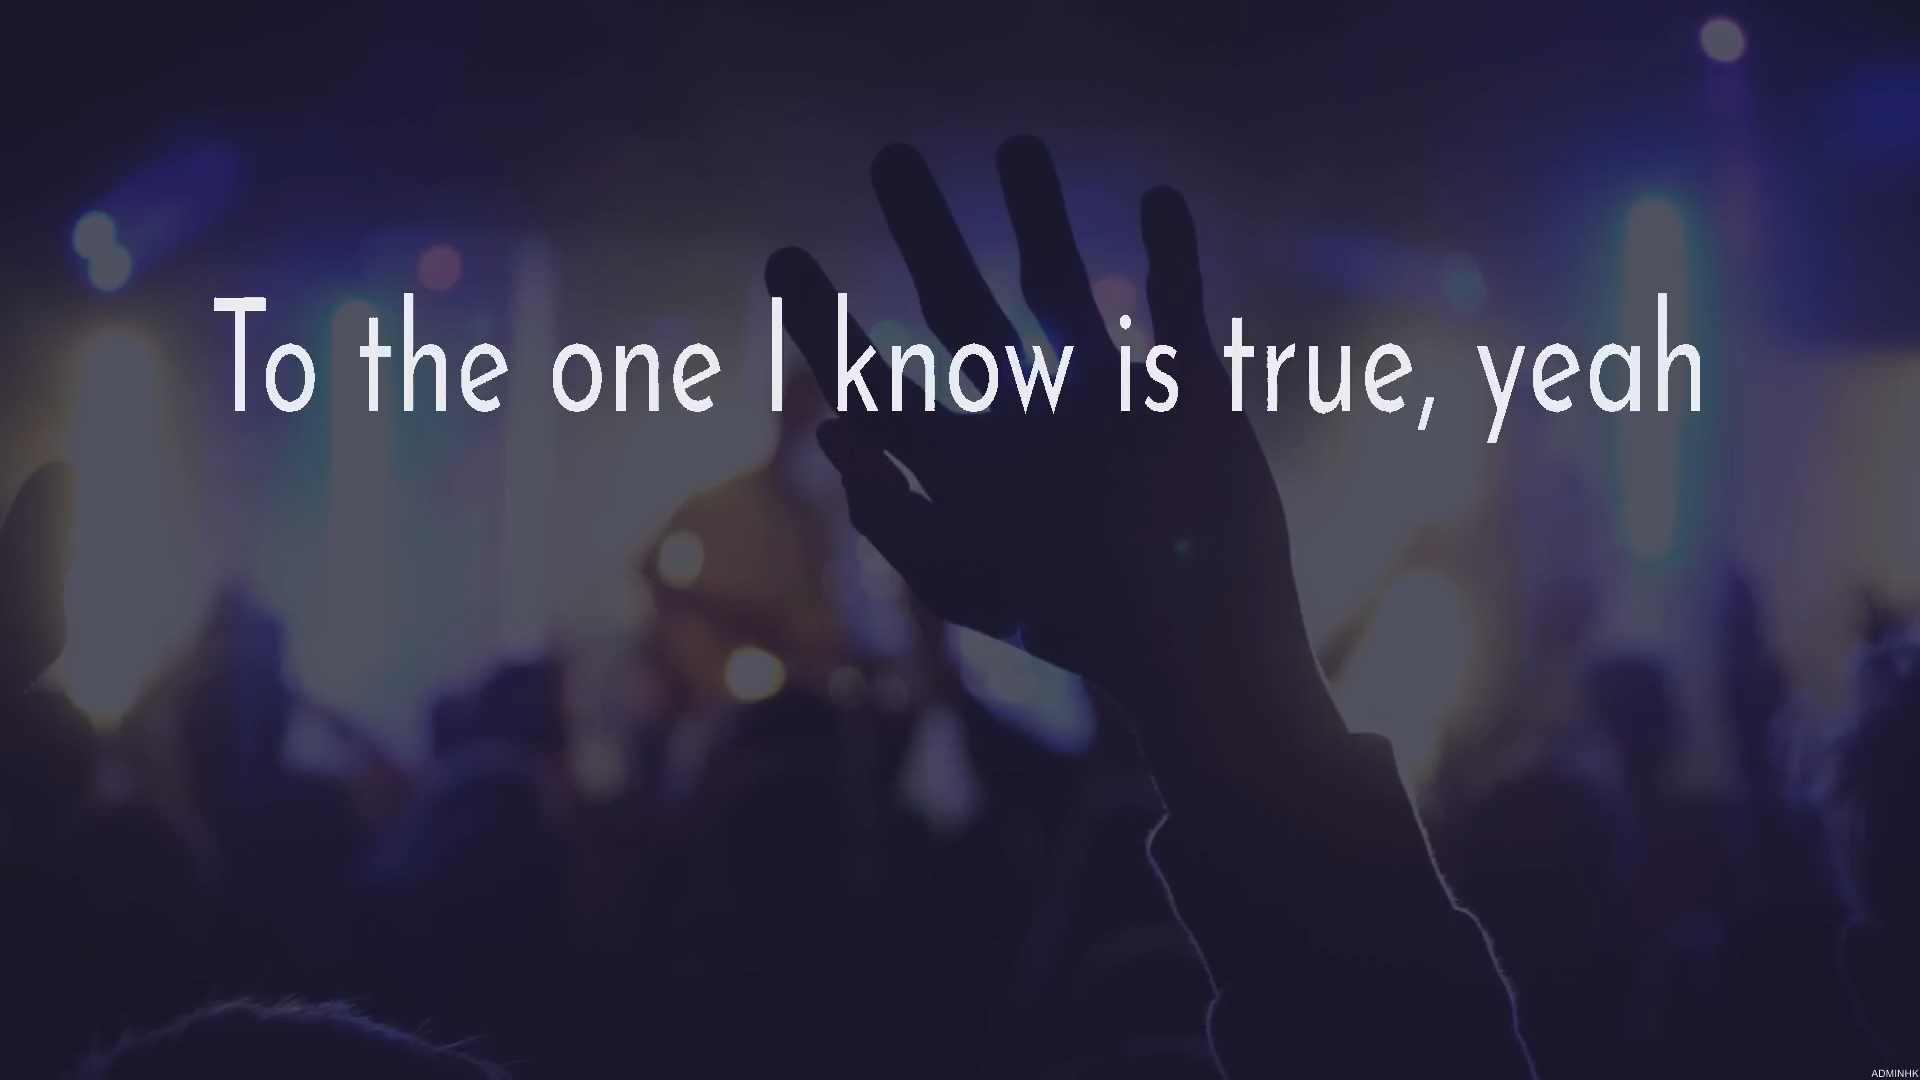 To the one I know is true, yeah
ADMINHK